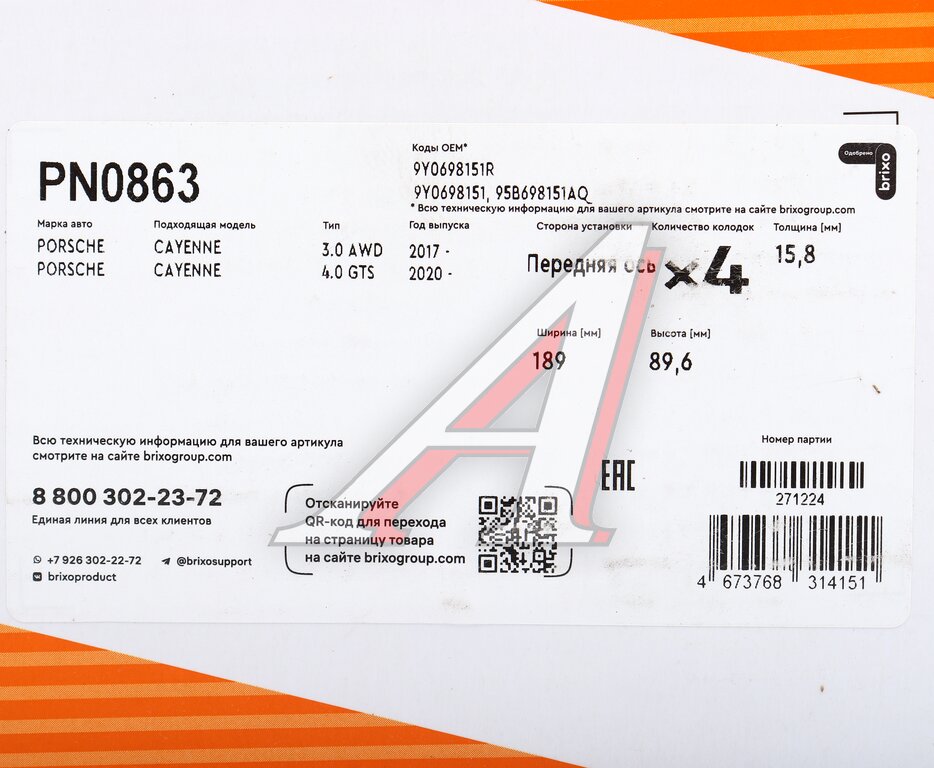 PN0863
Коды OEM*
9Y0698151R
9Y0698151, 95B698151AQ
* Всю техническую информацию для вашего артикула смотрите на сайте brixogroup.com
Одобрено brixo
Марка авто Подходящая модель Тип Год выпуска Сторона установки Количество колодок Толщина [мм]
PORSCHE CAYENNE 3.0 AWD 2017 - Передняя ось x4 15,8
PORSCHE CAYENNE 4.0 GTS 2020 -
Ширина [мм] Высота [мм]
189 89,6
Всю техническую информацию для вашего артикула
смотрите на сайте brixogroup.com
8 800 302-23-72
Единая линия для всех клиентов
+7 926 302-22-72 @brixosupport
brixoproduct
Отсканируйте
QR-код для перехода
на страницу товара
на сайте brixogroup.com
EAC
Номер партии
271224
4 673768 314151